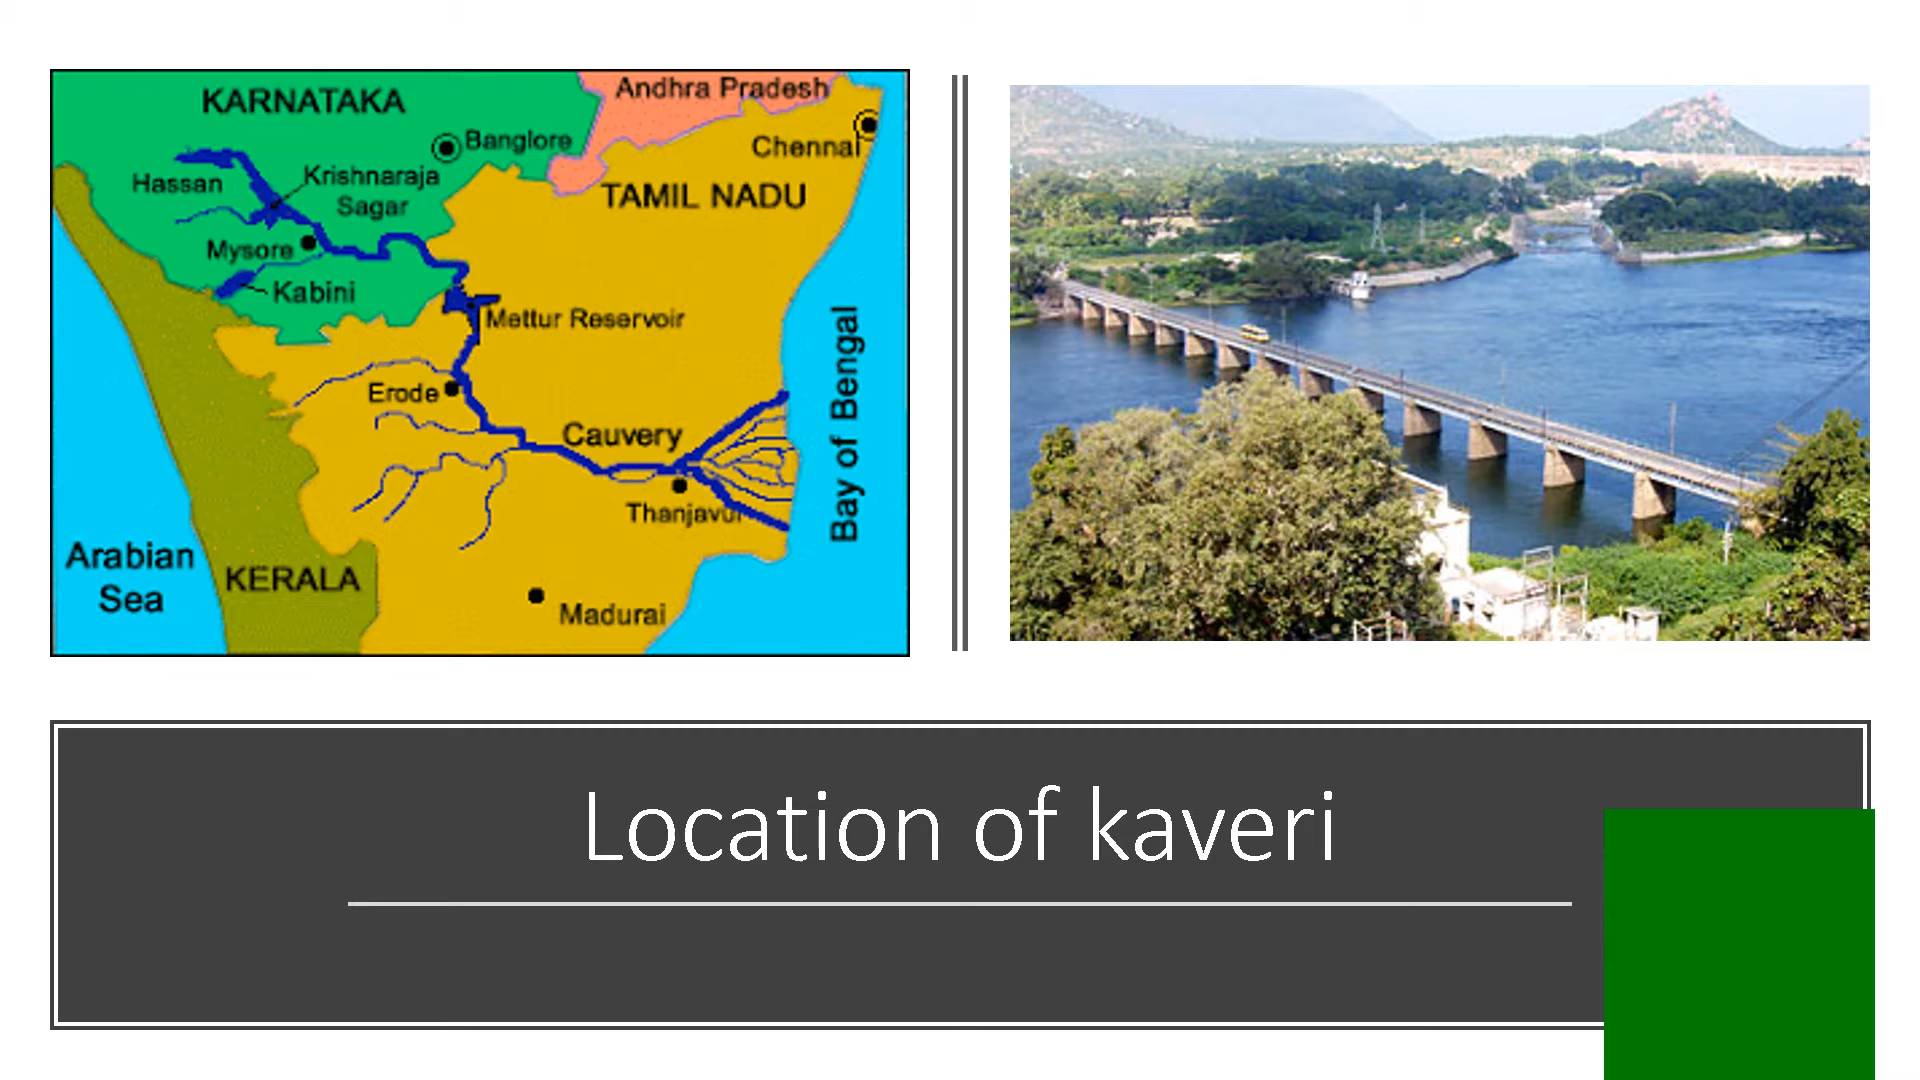 KARNATAKA
Andhra Pradesh
Banglore
Chennai
Hassan
Krishnaraja
Sagar
TAMIL NADU
Mysore
Kabini
Mettur Reservoir
Erode
Cauvery
Bay of Bengal
Thanjavur
Arabian
Sea
KERALA
Madurai
Location of kaveri